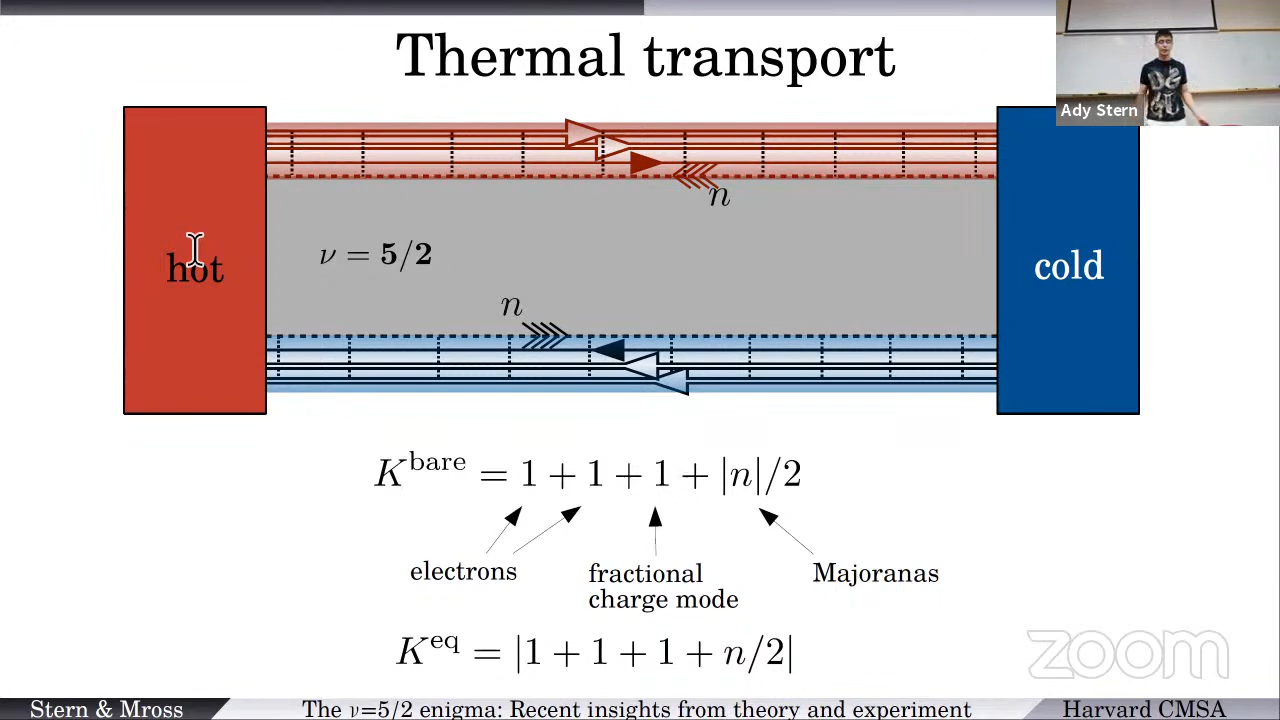 Thermal transport
Ady Stern
n
hot
ν = 5/2
cold
n
K^bare = 1 + 1 + 1 + |n|/2
electrons
fractional
charge mode
Majoranas
K^eq = |1 + 1 + 1 + n/2|
zoom
Stern & Mross
The ν=5/2 enigma: Recent insights from theory and experiment
Harvard CMSA